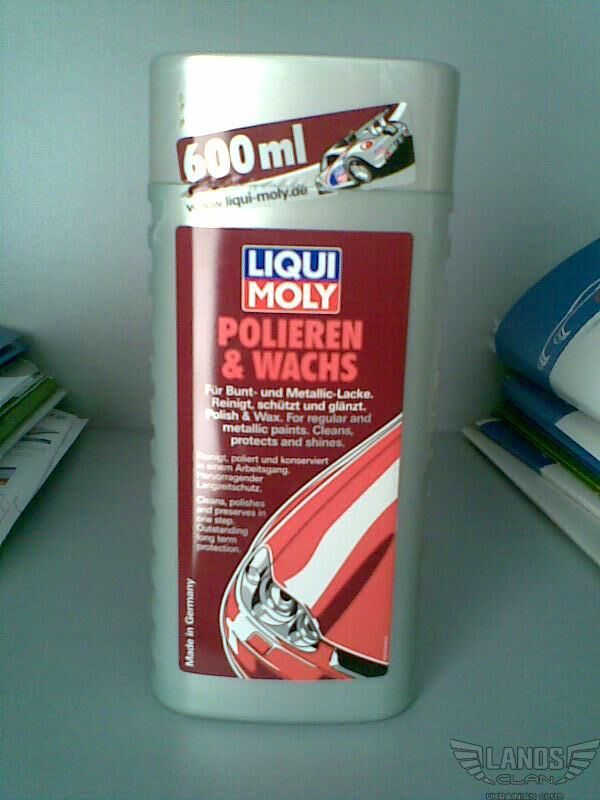 600 ml
www.liqui-moly.de
LIQUI
MOLY
POLIEREN
& WACHS
Für Bunt- und Metallic-Lacke.
Reinigt, schützt und glänzt.
Polish & Wax. For regular and
metallic paints. Cleans,
protects and shines.
Reinigt, poliert und konserviert
in einem Arbeitsgang.
Hervorragender
Langzeitschutz.
Cleans, polishes
and preserves in
one step.
Outstanding
long term
protection.
Made in Germany
LANOS
CLAN
UKRAINIAN CLUB